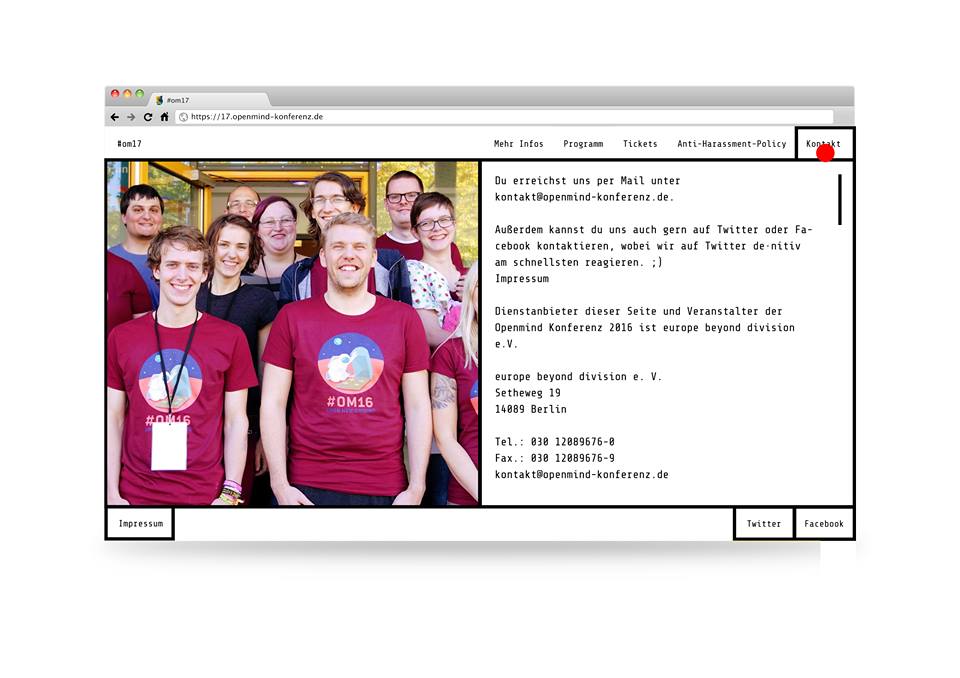 #om17
https://17.openmind-konferenz.de
#om17
Mehr Infos Programm Tickets Anti-Harassment-Policy Kontakt
Du erreichst uns per Mail unter
kontakt@openmind-konferenz.de.
Außerdem kannst du uns auch gern auf Twitter oder Fa-
cebook kontaktieren, wobei wir auf Twitter de·nitiv
am schnellsten reagieren. ;)
Impressum
Dienstanbieter dieser Seite und Veranstalter der
Openmind Konferenz 2016 ist europe beyond division
e.V.
europe beyond division e. V.
Setheweg 19
14089 Berlin
Tel.: 030 12089676-0
Fax.: 030 12089676-9
kontakt@openmind-konferenz.de
#OM16
#OM16
Impressum
Twitter
Facebook